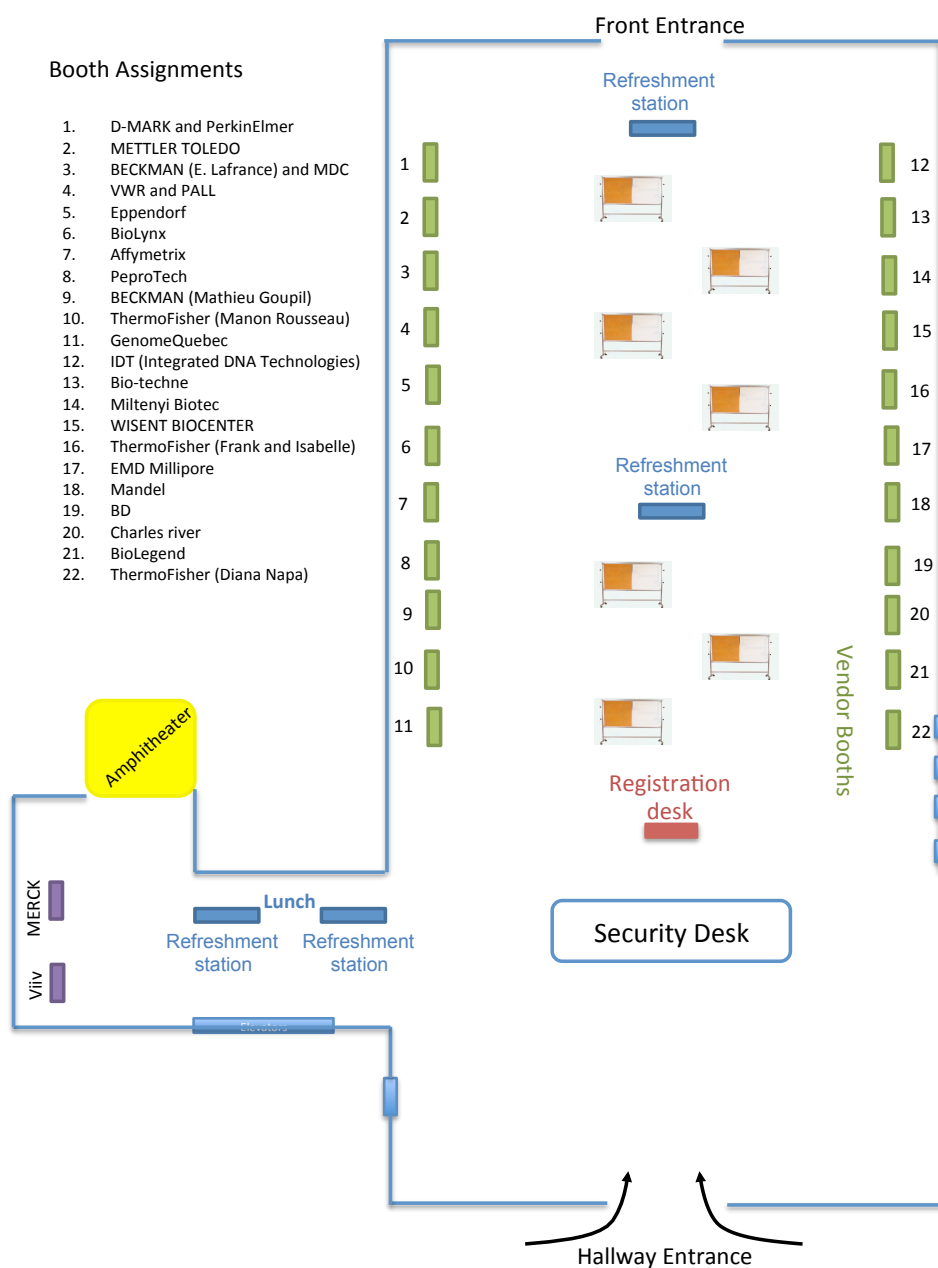 Front Entrance
Booth Assignments
1. D-MARK and PerkinElmer
2. METTLER TOLEDO
3. BECKMAN (E. Lafrance) and MDC
4. VWR and PALL
5. Eppendorf
6. BioLynx
7. Affymetrix
8. PeproTech
9. BECKMAN (Mathieu Goupil)
10. ThermoFisher (Manon Rousseau)
11. GenomeQuebec
12. IDT (Integrated DNA Technologies)
13. Bio-techne
14. Miltenyi Biotec
15. WISENT BIOCENTER
16. ThermoFisher (Frank and Isabelle)
17. EMD Millipore
18. Mandel
19. BD
20. Charles river
21. BioLegend
22. ThermoFisher (Diana Napa)
Refreshment
station
1
2
3
4
5
6
7
8
9
10
11
12
13
14
15
16
17
18
19
20
21
22
Refreshment
station
Vendor Booths
Amphitheater
Registration
desk
MERCK
Viiv
Lunch
Refreshment
station
Refreshment
station
Security Desk
Elevators
Hallway Entrance